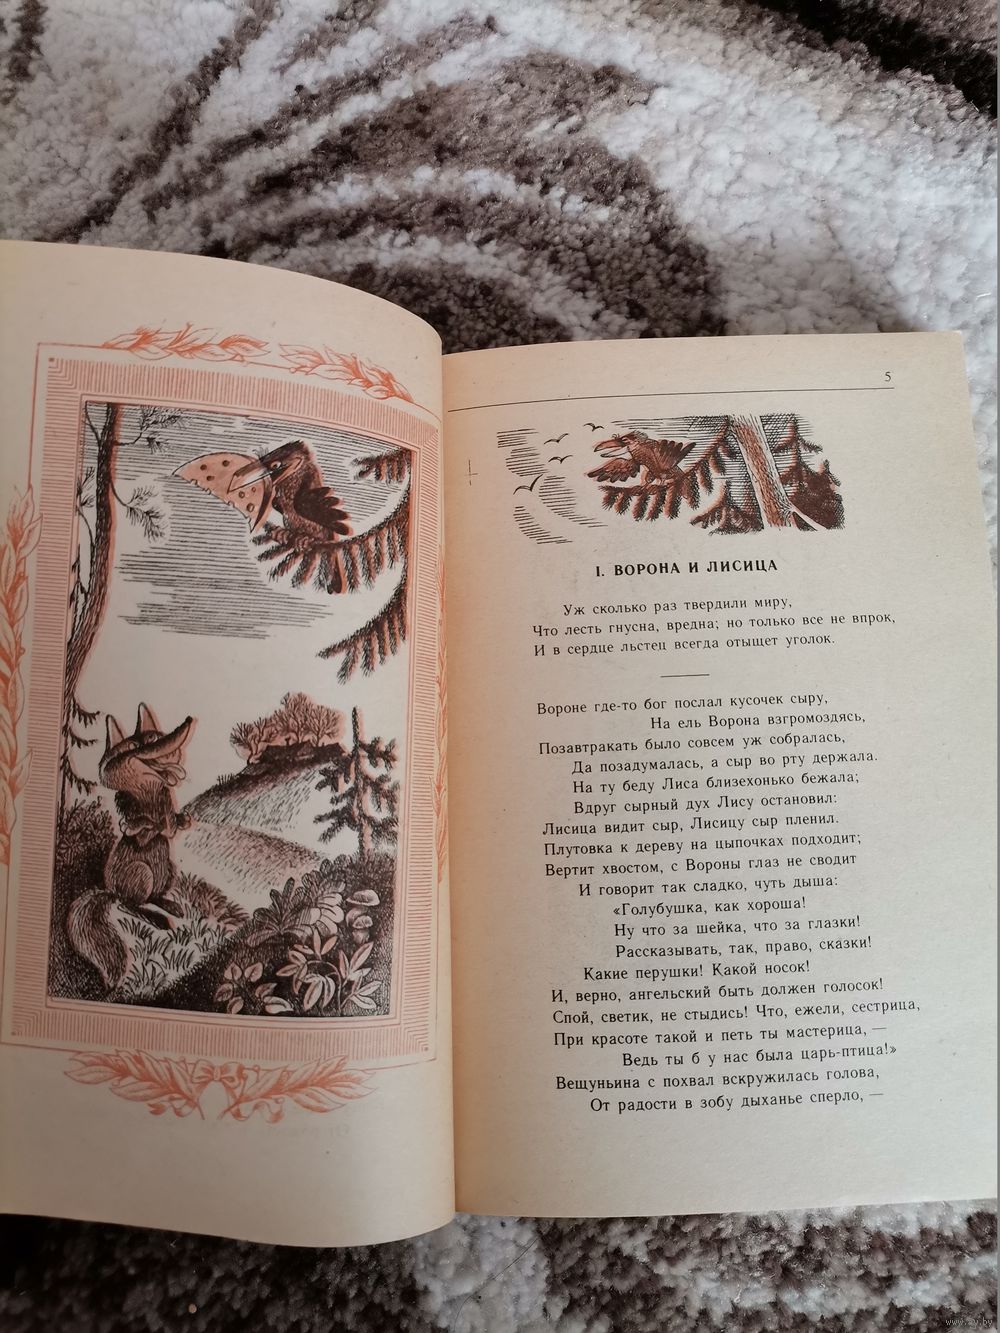 5
I. ВОРОНА И ЛИСИЦА
Уж сколько раз твердили миру,
Что лесть гнусна, вредна; но только все не впрок,
И в сердце льстец всегда отыщет уголок.
Вороне где-то бог послал кусочек сыру,
На ель Ворона взгромоздясь,
Позавтракать было совсем уж собралась,
Да позадумалась, а сыр во рту держала.
На ту беду Лиса близехонько бежала;
Вдруг сырный дух Лису остановил:
Лисица видит сыр, Лисицу сыр пленил.
Плутовка к дереву на цыпочках подходит;
Вертит хвостом, с Вороны глаз не сводит
И говорит так сладко, чуть дыша:
«Голубушка, как хороша!
Ну что за шейка, что за глазки!
Рассказывать, так, право, сказки!
Какие перушки! Какой носок!
И, верно, ангельский быть должен голосок!
Спой, светик, не стыдись! Что, ежели, сестрица,
При красоте такой и петь ты мастерица, —
Ведь ты б у нас была царь-птица!»
Вещуньина с похвал вскружилась голова,
От радости в зобу дыханье сперло, —
www.ay.by